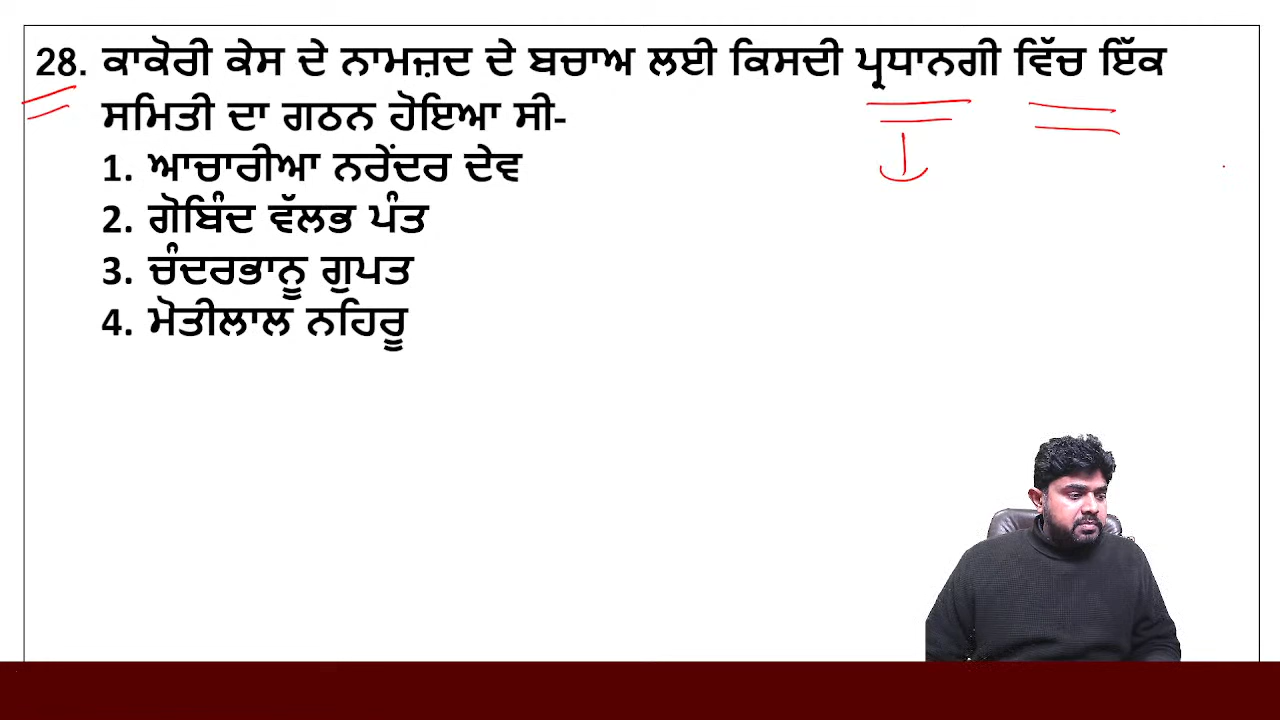 28. ਕਾਕੋਰੀ ਕੇਸ ਦੇ ਨਾਮਜ਼ਦ ਦੇ ਬਚਾਅ ਲਈ ਕਿਸਦੀ ਪ੍ਰਧਾਨਗੀ ਵਿੱਚ ਇੱਕ
ਸਮਿਤੀ ਦਾ ਗਠਨ ਹੋਇਆ ਸੀ-
1. ਆਚਾਰੀਆ ਨਰੇਂਦਰ ਦੇਵ
2. ਗੋਬਿੰਦ ਵੱਲਭ ਪੰਤ
3. ਚੰਦਰਭਾਨੂ ਗੁਪਤ
4. ਮੋਤੀਲਾਲ ਨਹਿਰੂ